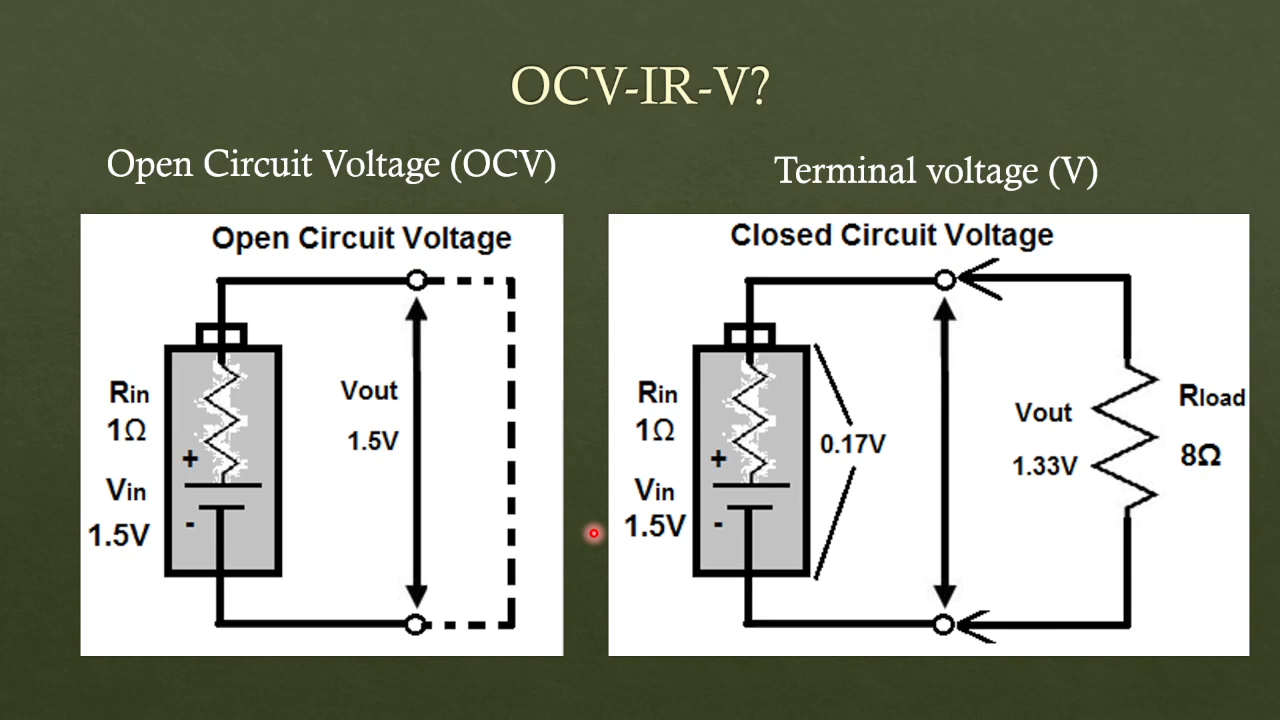 OCV-IR-V?
Open Circuit Voltage (OCV)
Terminal voltage (V)
Open Circuit Voltage
Rin
1Ω
Vin
1.5V
+
-
Vout
1.5V
Closed Circuit Voltage
Rin
1Ω
Vin
1.5V
+
-
0.17V
Vout
1.33V
Rload
8Ω